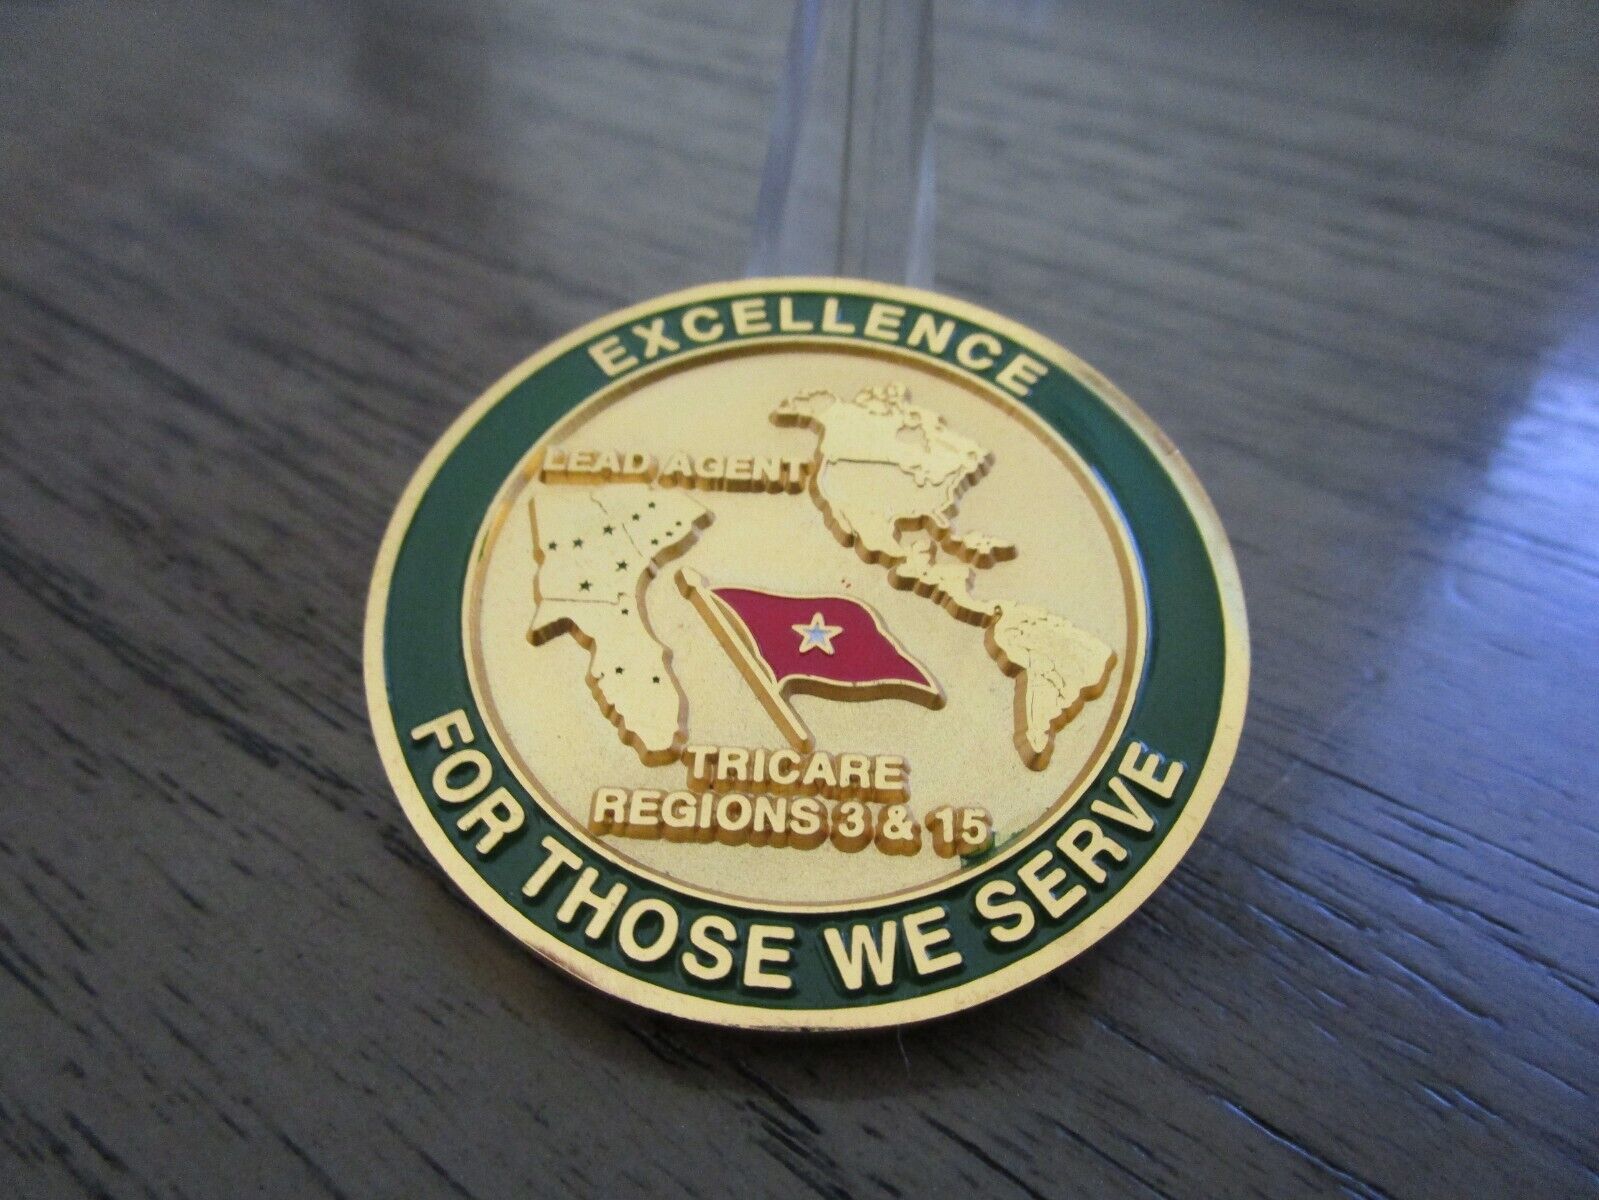 EXCELLENCE
LEAD AGENT
TRICARE
REGIONS 3 & 15
FOR THOSE WE SERVE